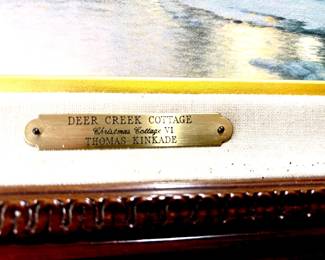 DEER CREEK COTTAGE
Christmas Cottage VI
THOMAS KINKADE